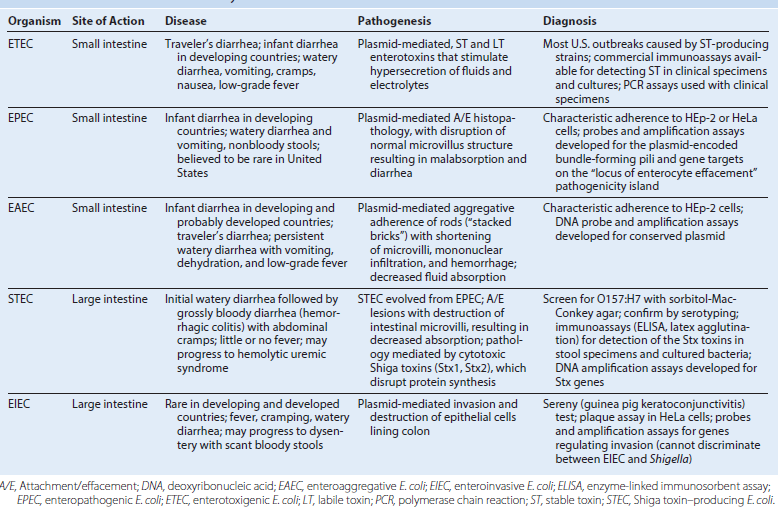 Organism Site of Action Disease Pathogenesis Diagnosis
ETEC Small intestine Traveler's diarrhea; infant diarrhea
in developing countries; watery
diarrhea, vomiting, cramps,
nausea, low-grade fever
Plasmid-mediated, ST and LT
enterotoxins that stimulate
hypersecretion of fluids and
electrolytes
Most U.S. outbreaks caused by ST-producing
strains; commercial immunoassays avail-
able for detecting ST in clinical specimens
and cultures; PCR assays used with clinical
specimens
EPEC Small intestine Infant diarrhea in developing
countries; watery diarrhea and
vomiting, nonbloody stools;
believed to be rare in United
States
Plasmid-mediated A/E histopa-
thology, with disruption of
normal microvillus structure
resulting in malabsorption and
diarrhea
Characteristic adherence to HEp-2 or HeLa
cells; probes and amplification assays
developed for the plasmid-encoded
bundle-forming pili and gene targets
on the "locus of enterocyte effacement"
pathogenicity island
EAEC Small intestine Infant diarrhea in developing and
probably developed countries;
traveler's diarrhea; persistent
watery diarrhea with vomiting,
dehydration, and low-grade fever
Plasmid-mediated aggregative
adherence of rods ("stacked
bricks") with shortening
of microvilli, mononuclear
infiltration, and hemorrhage;
decreased fluid absorption
Characteristic adherence to HEp-2 cells;
DNA probe and amplification assays
developed for conserved plasmid
STEC Large intestine Initial watery diarrhea followed by
grossly bloody diarrhea (hemor-
rhagic colitis) with abdominal
cramps; little or no fever; may
progress to hemolytic uremic
syndrome
STEC evolved from EPEC; A/E
lesions with destruction of
intestinal microvilli, resulting in
decreased absorption; pathol-
ogy mediated by cytotoxic
Shiga toxins (Stx1, Stx2), which
disrupt protein synthesis
Screen for O157:H7 with sorbitol-Mac-
Conkey agar; confirm by serotyping;
immunoassays (ELISA, latex agglutina-
tion) for detection of the Stx toxins in
stool specimens and cultured bacteria;
DNA amplification assays developed for
Stx genes
EIEC Large intestine Rare in developing and developed
countries; fever, cramping, watery
diarrhea; may progress to dysen-
tery with scant bloody stools
Plasmid-mediated invasion and
destruction of epithelial cells
lining colon
Sereny (guinea pig keratoconjunctivitis)
test; plaque assay in HeLa cells; probes
and amplification assays for genes
regulating invasion (cannot discriminate
between EIEC and Shigella)
A/E, Attachment/effacement; DNA, deoxyribonucleic acid; EAEC, enteroaggregative E. coli; EIEC, enteroinvasive E. coli; ELISA, enzyme-linked immunosorbent assay;
EPEC, enteropathogenic E. coli; ETEC, enterotoxigenic E. coli; LT, labile toxin; PCR, polymerase chain reaction; ST, stable toxin; STEC, Shiga toxin–producing E. coli.